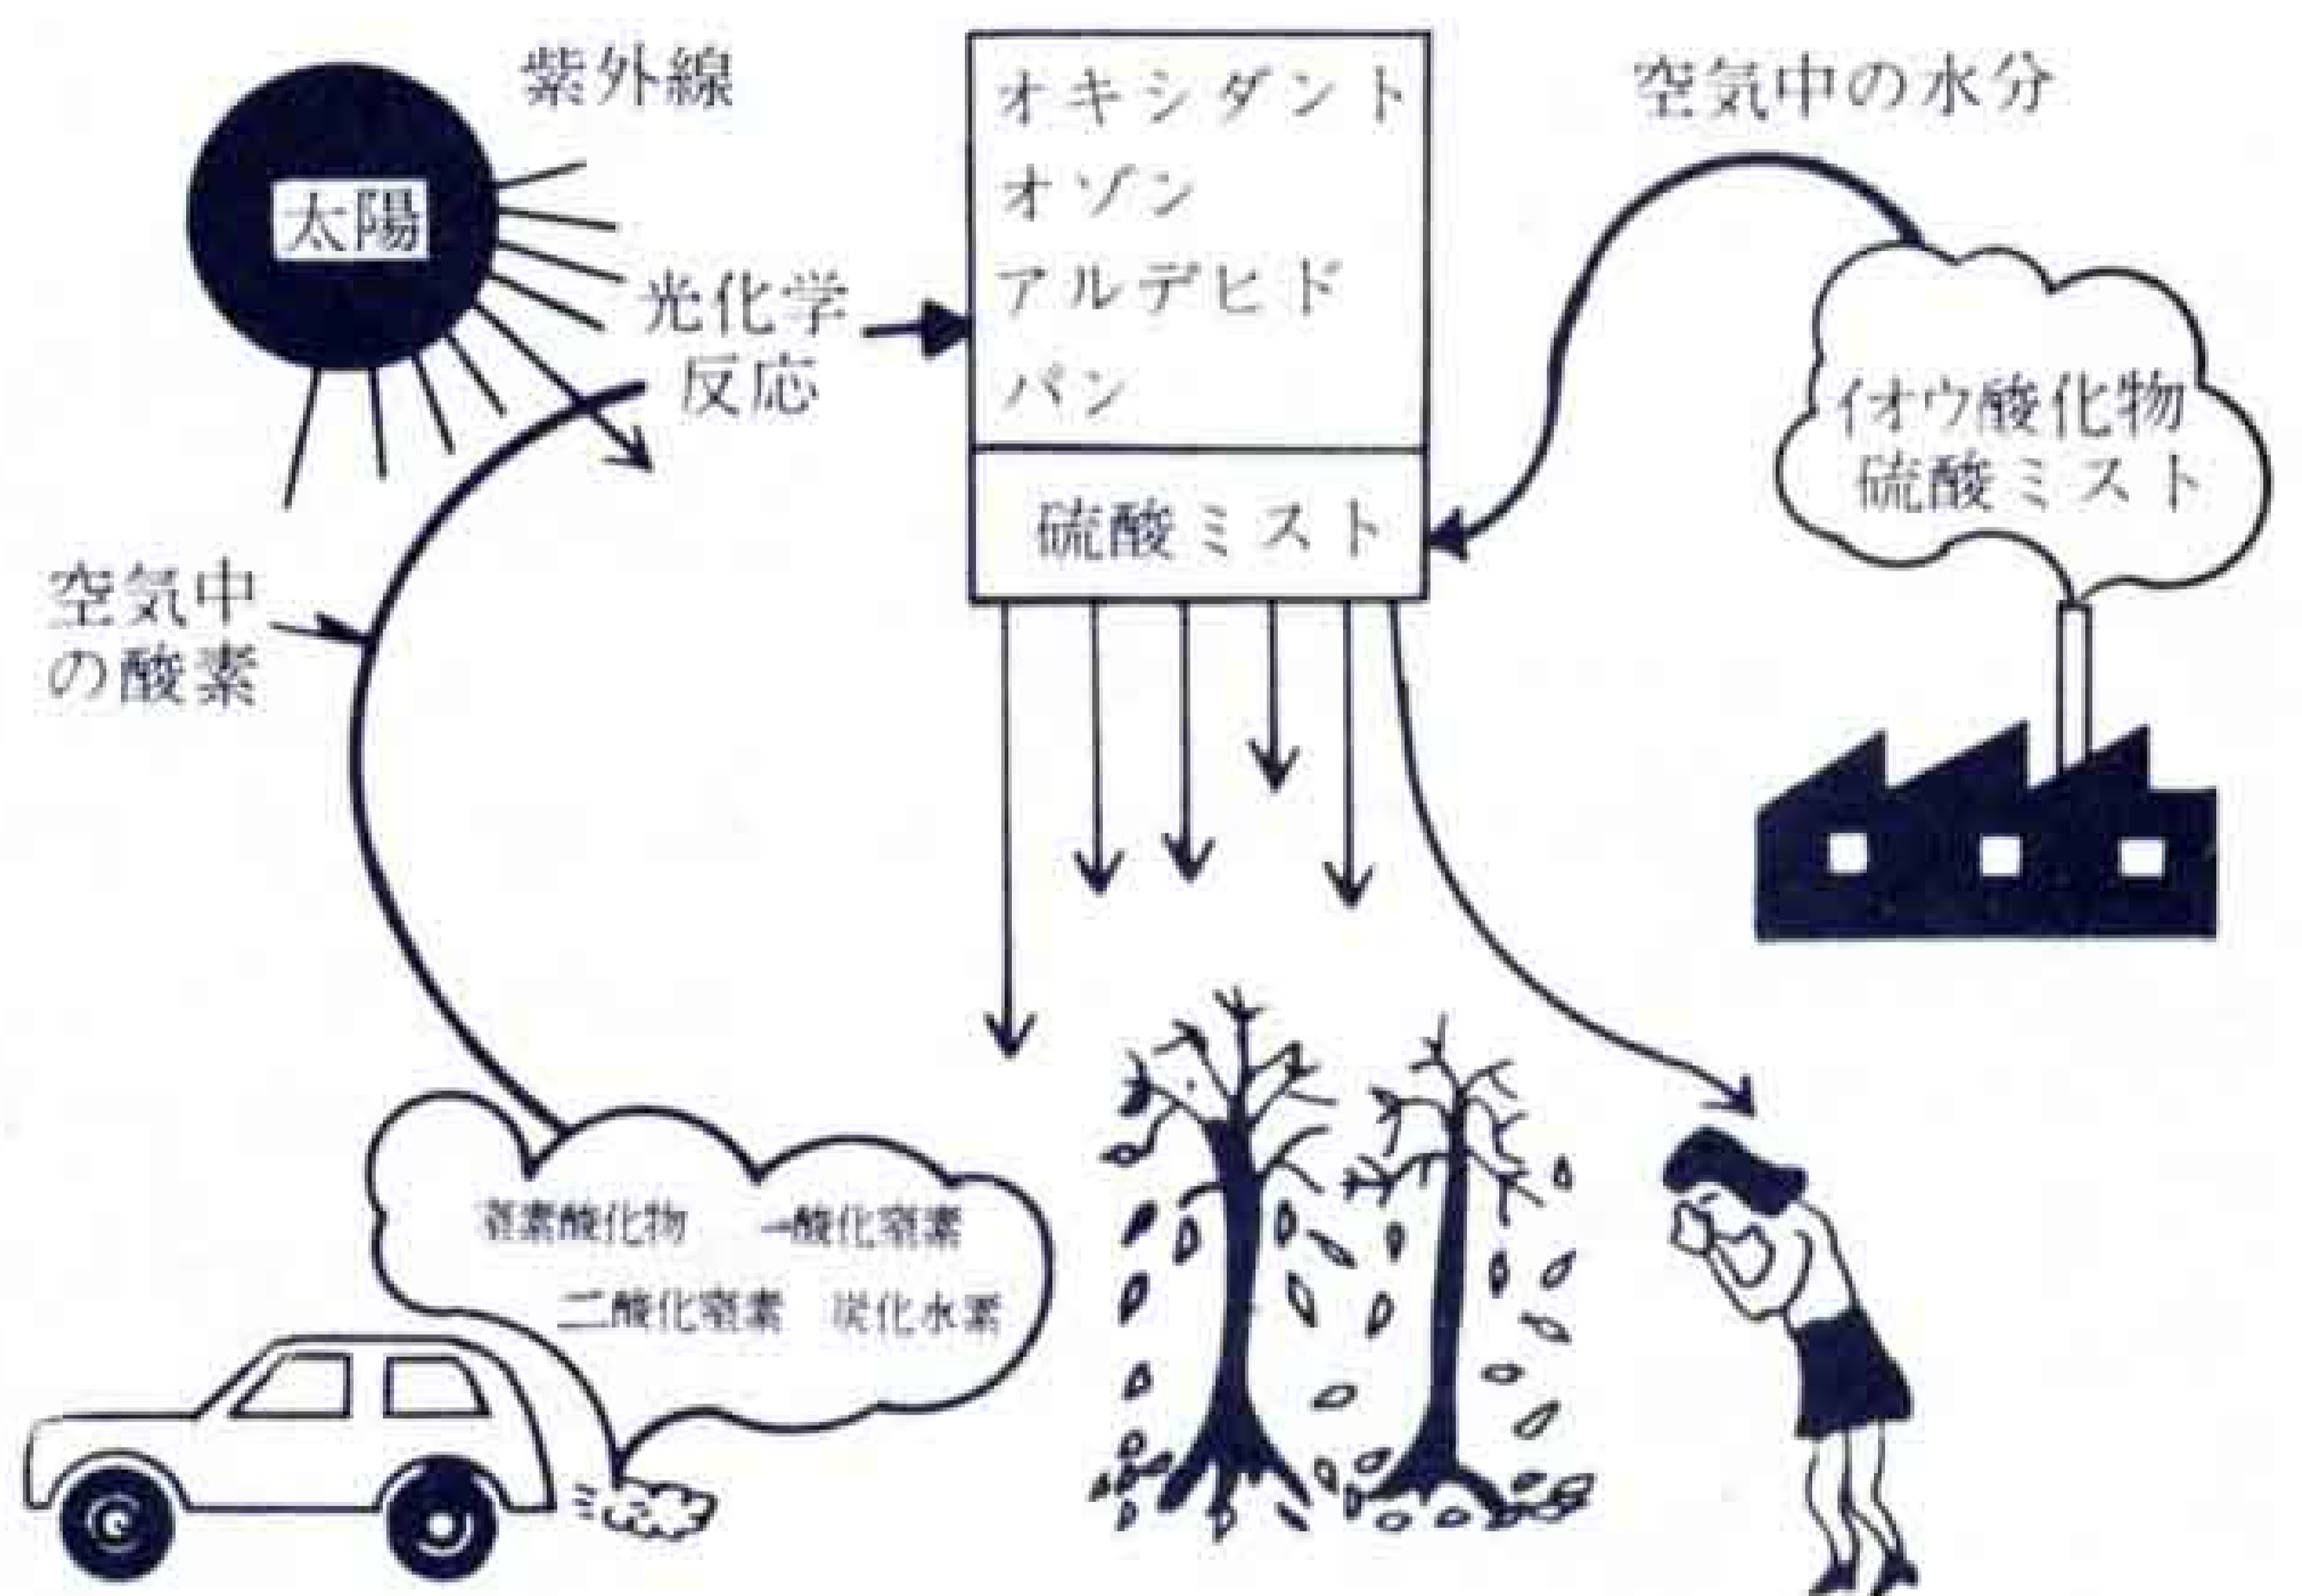 紫外線
太陽
光化学
反応
空気中
の酸素
オキシダント
オゾン
アルデヒド
パン
硫酸ミスト
空気中の水分
イオウ酸化物
硫酸ミスト
窒素酸化物 一酸化窒素
二酸化窒素 炭化水素